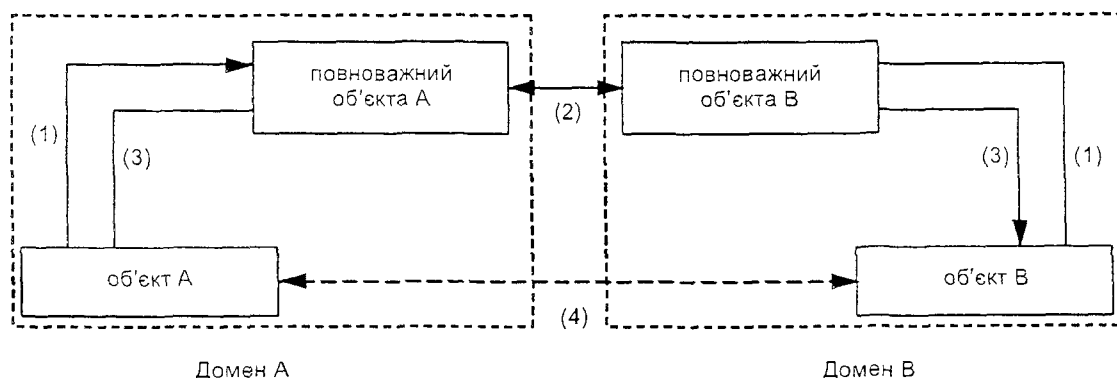 повноважний
об'єкта А
повноважний
об'єкта В
(2)
(1)
(3)
(3)
(1)
об'єкт А
об'єкт В
(4)
Домен А
Домен В